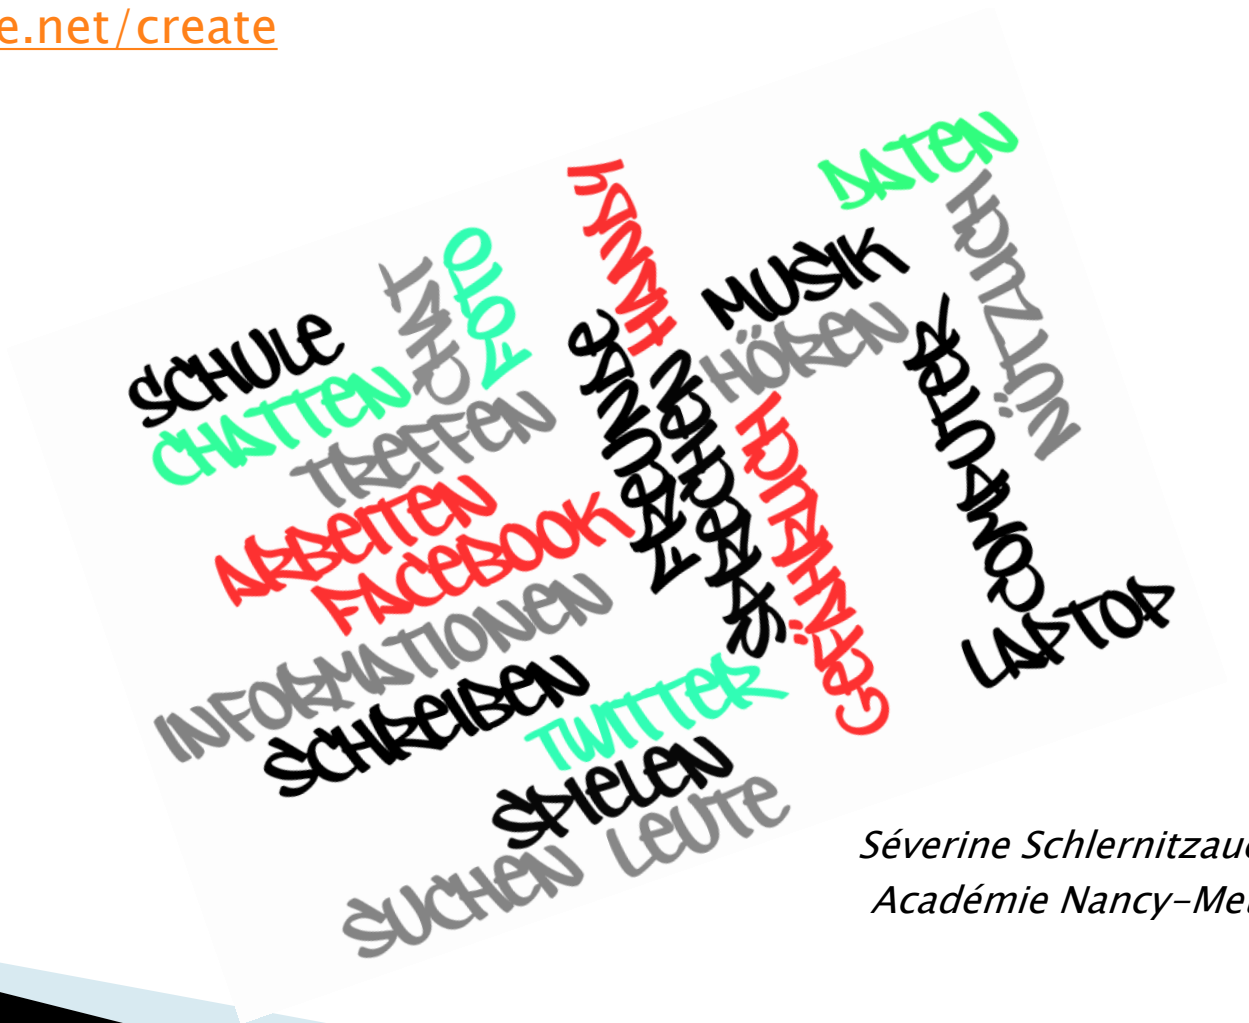 e.net/create
DATEN
HANDY
FOTO
CHAT
NÜTZLICH
MUSIK
HÖREN
SCHULE
CHATTEN
TREFFEN
FREUNDE
SPRECHEN
COMPUTER
GEFÄHRLICH
ARBEITEN
FACEBOOK
INFORMATIONEN
LAPTOP
SCHREIBEN
TWITTER
SPIELEN
LEUTE
SUCHEN
Séverine Schlernitzau
Académie Nancy-Me